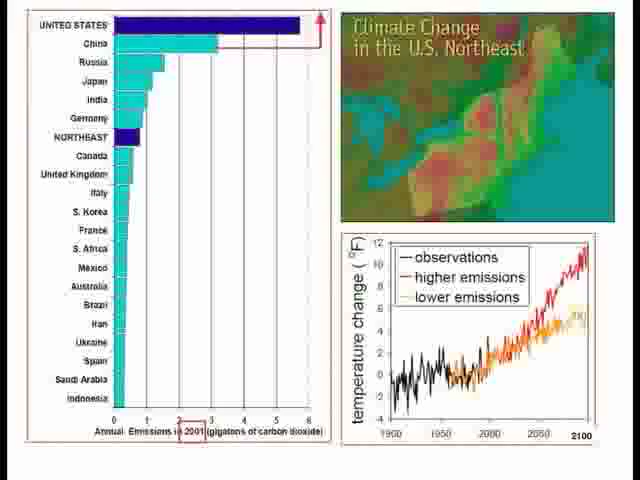 UNITED STATES
China
Russia
Japan
India
Germany
NORTHEAST
Canada
United Kingdom
Italy
S. Korea
France
S. Africa
Mexico
Australia
Brazi
Iran
Ukraine
Spain
Saudi Arabia
Indonesia
0 1 2 3 4 5 6
Annual Emissions in 2001 (gigatons of carbon dioxide)
Climate Change
in the U.S. Northeast
temperature change (°F)
12
10
8
6
4
2
0
-2
-4
observations
higher emissions
lower emissions
1900 1950 2000 2050 2100